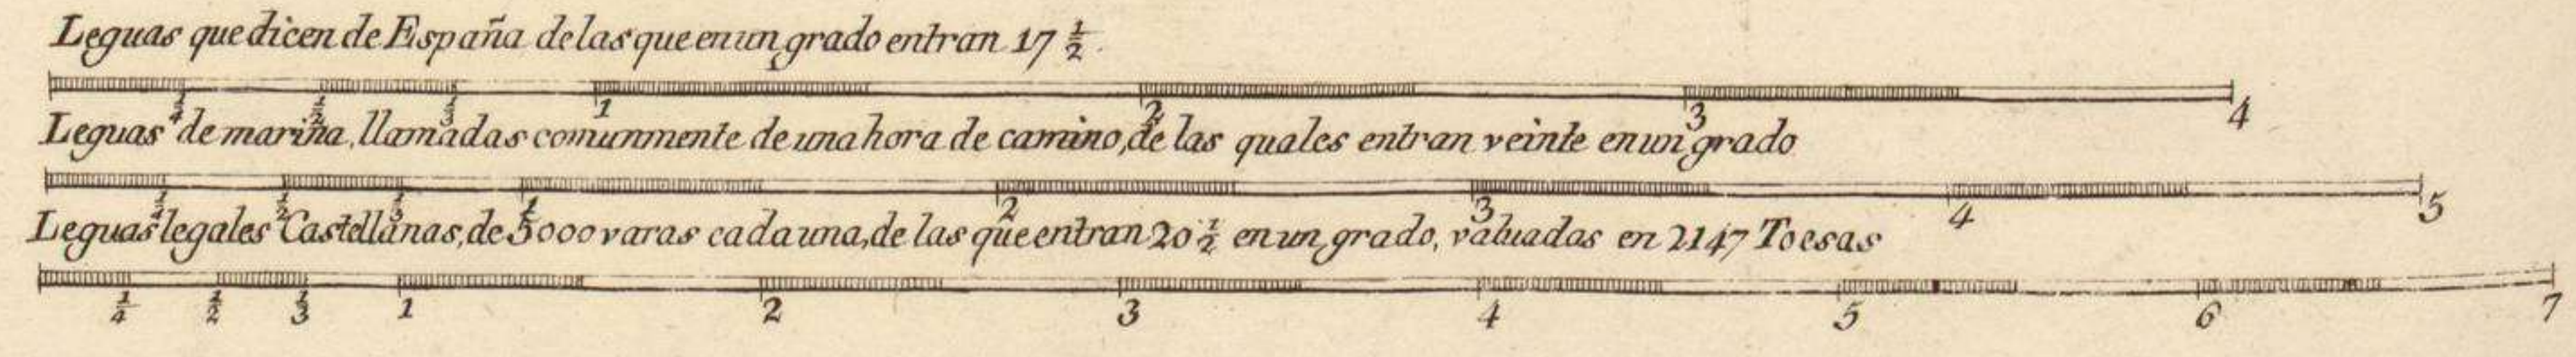 Leguas que dicen de España de las que en un grado entran 17 1/2.
1/4 1/2 1/3 1 2 3 4
Leguas de marina, llamadas comunmente de una hora de camino, de las quales entran veinte en un grado
1/4 1/2 1/3 1 2 3 4 5
Leguas legales Castellanas, de 5000 varas cada una, de las que entran 20 1/2 en un grado, valuadas en 2147 Toesas
1/4 1/2 1/3 1 2 3 4 5 6 7